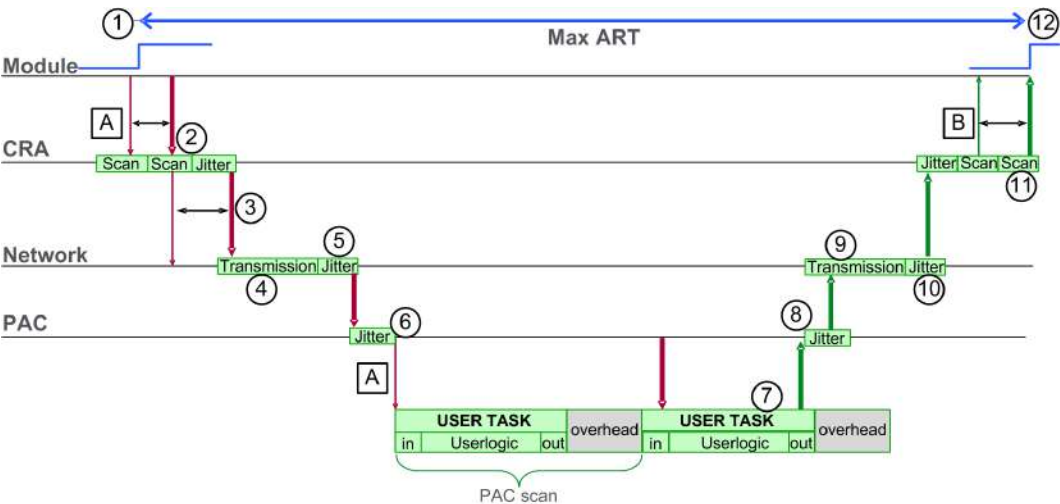 1 12
Max ART
Module
A B
2
CRA
Scan Scan Jitter Jitter Scan Scan
11
3
5 9
Network
Transmission Jitter Transmission Jitter
4 10
6 8
PAC
Jitter Jitter
A
7
USER TASK overhead USER TASK overhead
in Userlogic out in Userlogic out
PAC scan